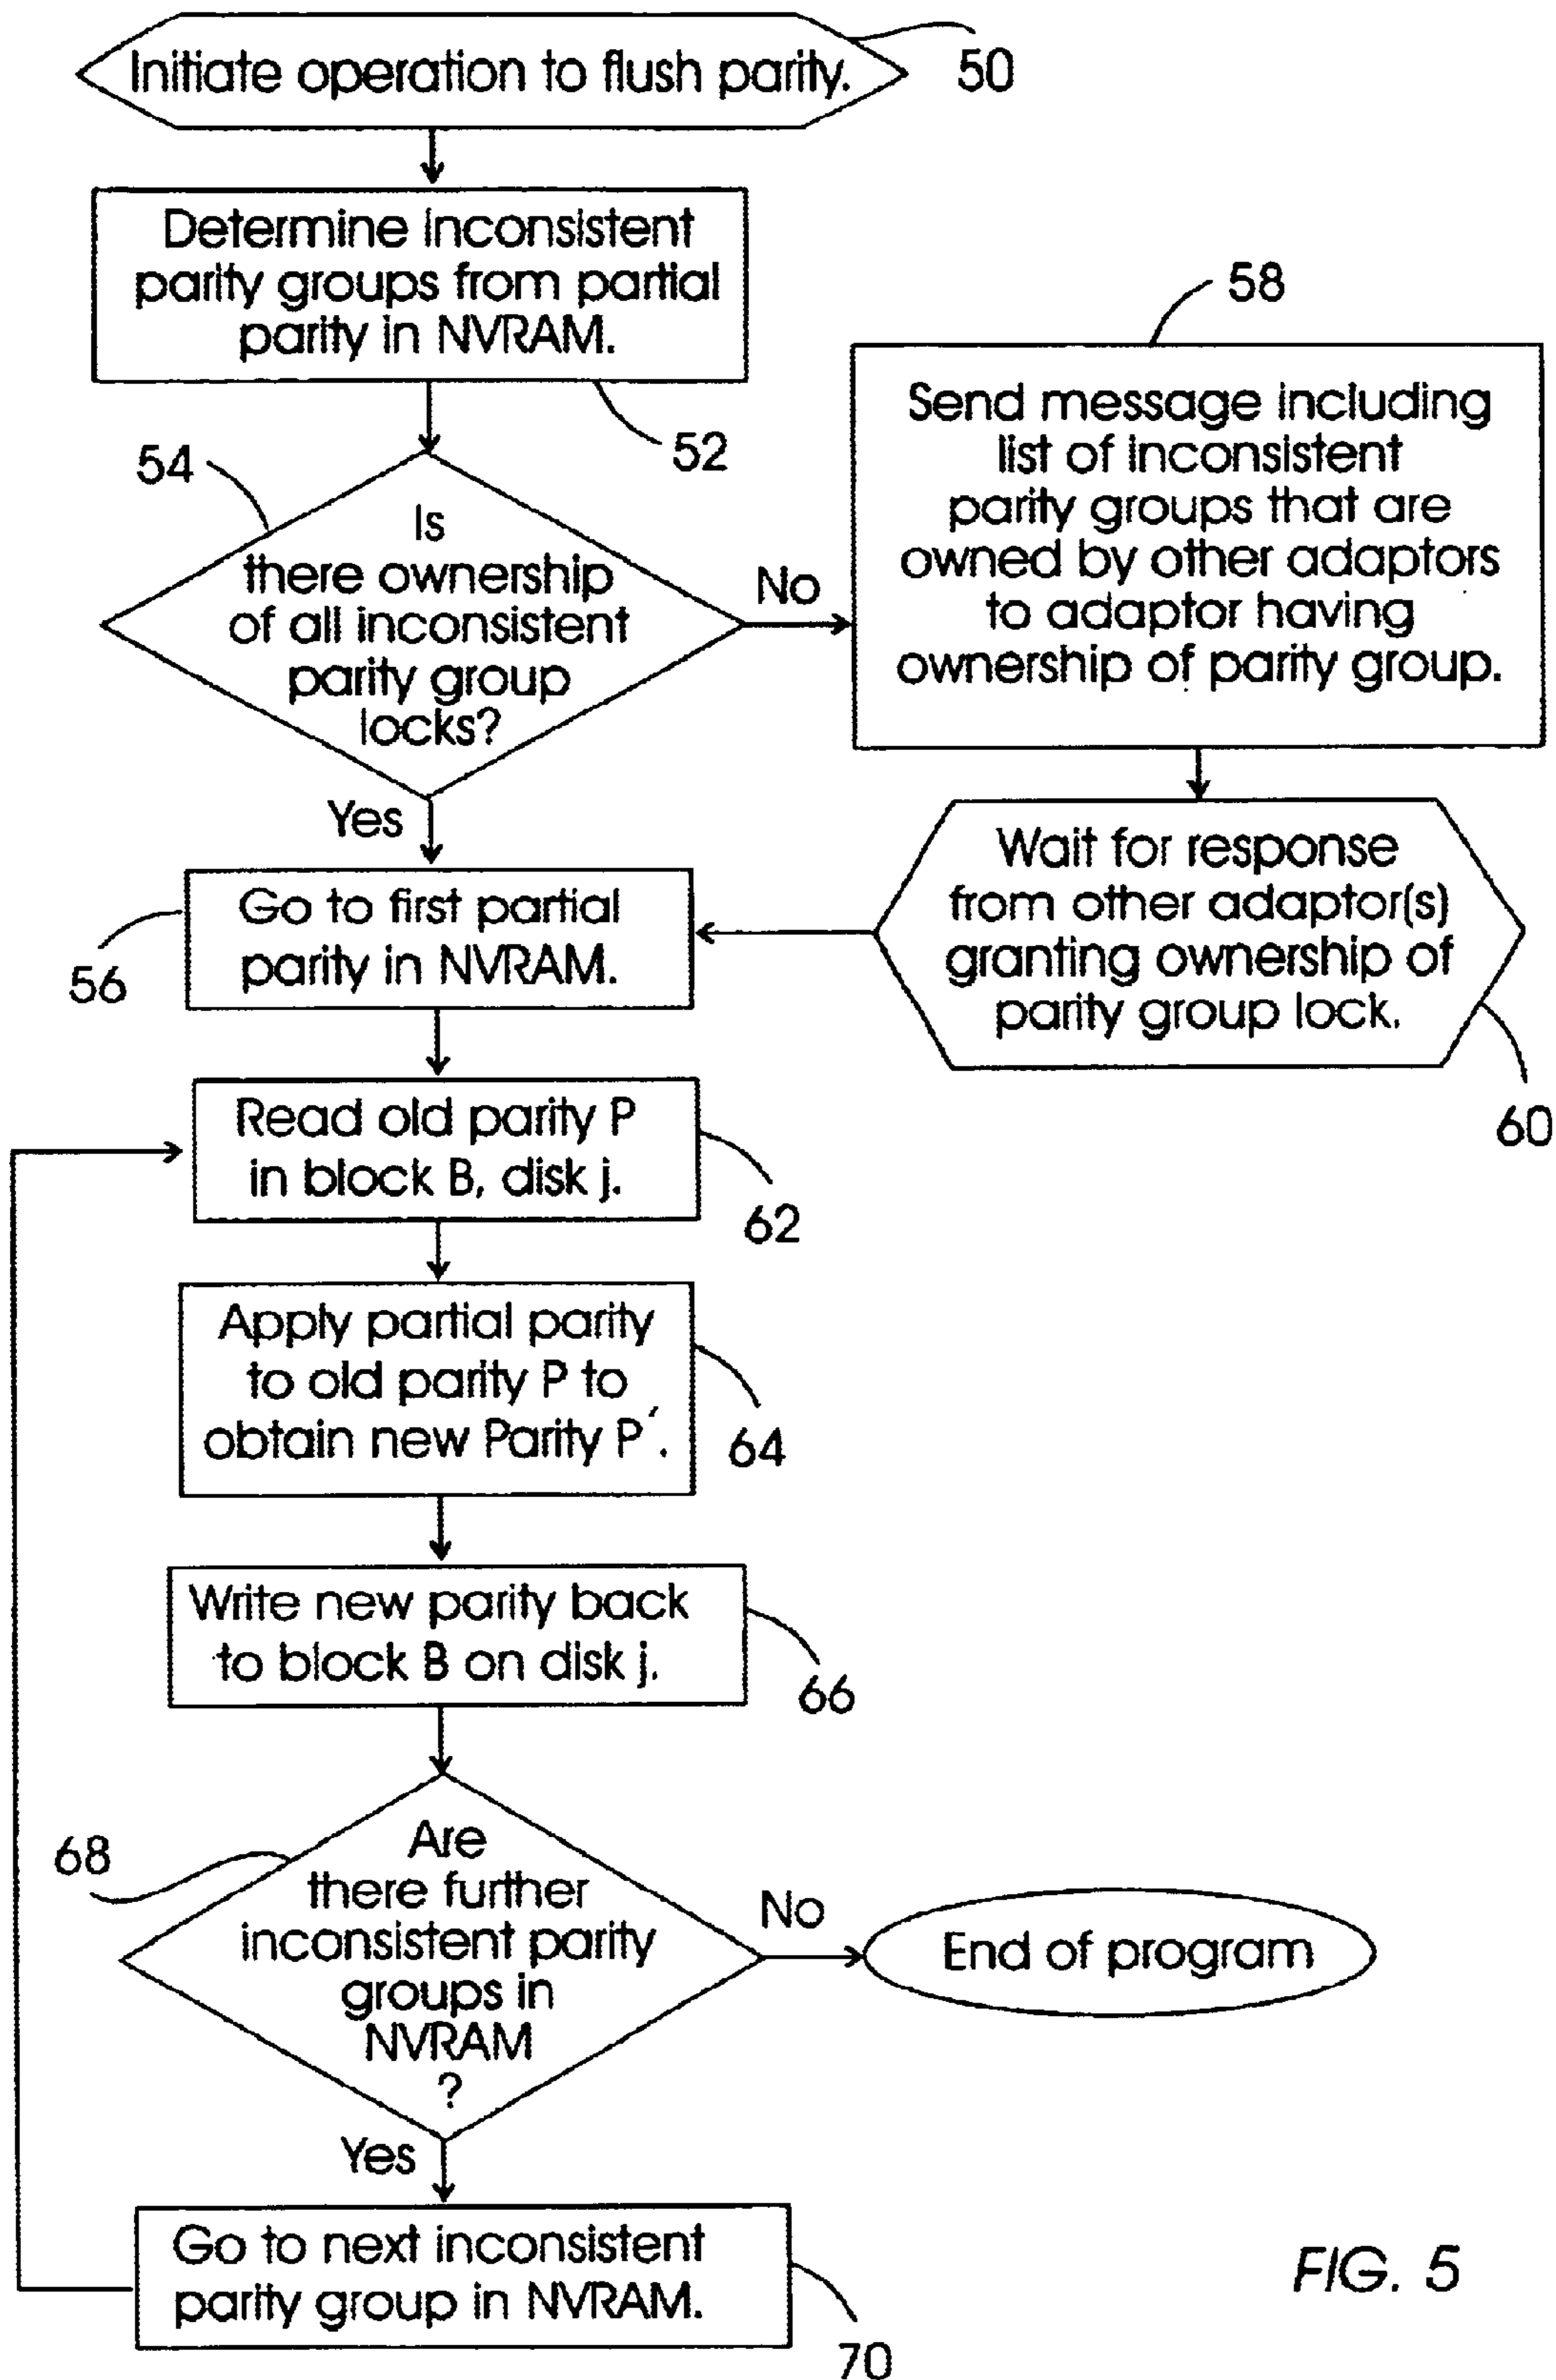 Initiate operation to flush parity.
50
Determine inconsistent
parity groups from partial
parity in NVRAM.
52
54
Is
there ownership
of all inconsistent
parity group
locks?
No
Yes
58
Send message including
list of inconsistent
parity groups that are
owned by other adaptors
to adaptor having
ownership of parity group.
Wait for response
from other adaptor(s)
granting ownership of
parity group lock.
60
Go to first partial
parity in NVRAM.
56
Read old parity P
in block B, disk j.
62
Apply partial parity
to old parity P to
obtain new Parity P´.
64
Write new parity back
to block B on disk j.
66
68
Are
there further
inconsistent parity
groups in
NVRAM
?
No
End of program
Yes
Go to next inconsistent
parity group in NVRAM.
70
FIG. 5